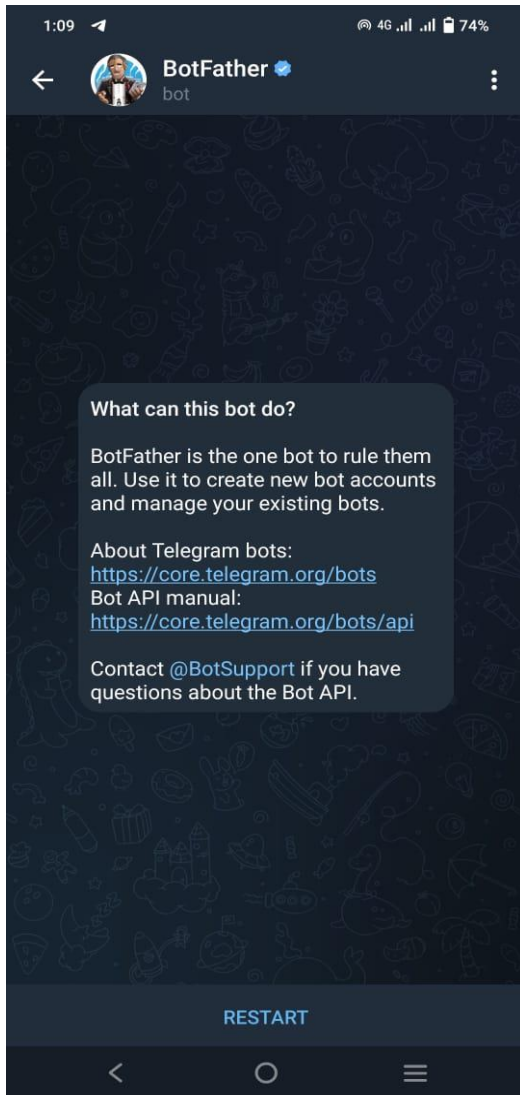 1:09 4G 74%
BotFather
bot
What can this bot do?
BotFather is the one bot to rule them
all. Use it to create new bot accounts
and manage your existing bots.
About Telegram bots:
https://core.telegram.org/bots
Bot API manual:
https://core.telegram.org/bots/api
Contact @BotSupport if you have
questions about the Bot API.
RESTART